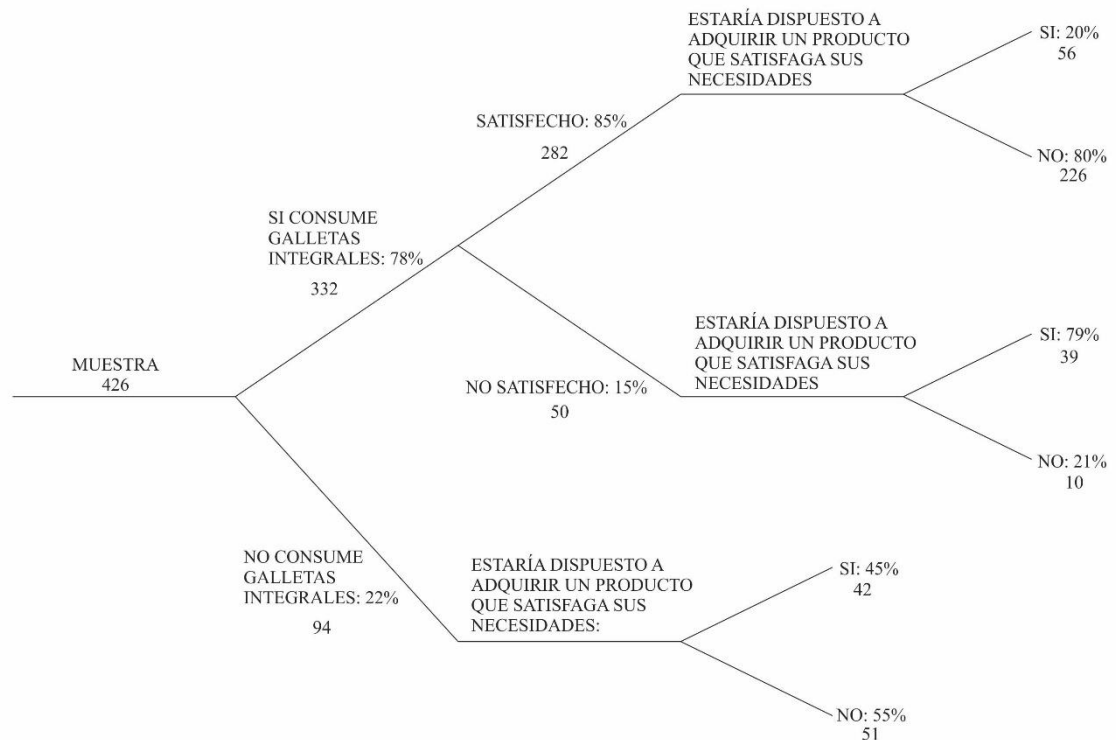 MUESTRA
426
SI CONSUME
GALLETAS
INTEGRALES: 78%
332
SATISFECHO: 85%
282
ESTARÍA DISPUESTO A
ADQUIRIR UN PRODUCTO
QUE SATISFAGA SUS
NECESIDADES
SI: 20%
56
NO: 80%
226
NO SATISFECHO: 15%
50
ESTARÍA DISPUESTO A
ADQUIRIR UN PRODUCTO
QUE SATISFAGA SUS
NECESIDADES
SI: 79%
39
NO: 21%
10
NO CONSUME
GALLETAS
INTEGRALES: 22%
94
ESTARÍA DISPUESTO A
ADQUIRIR UN PRODUCTO
QUE SATISFAGA SUS
NECESIDADES:
SI: 45%
42
NO: 55%
51